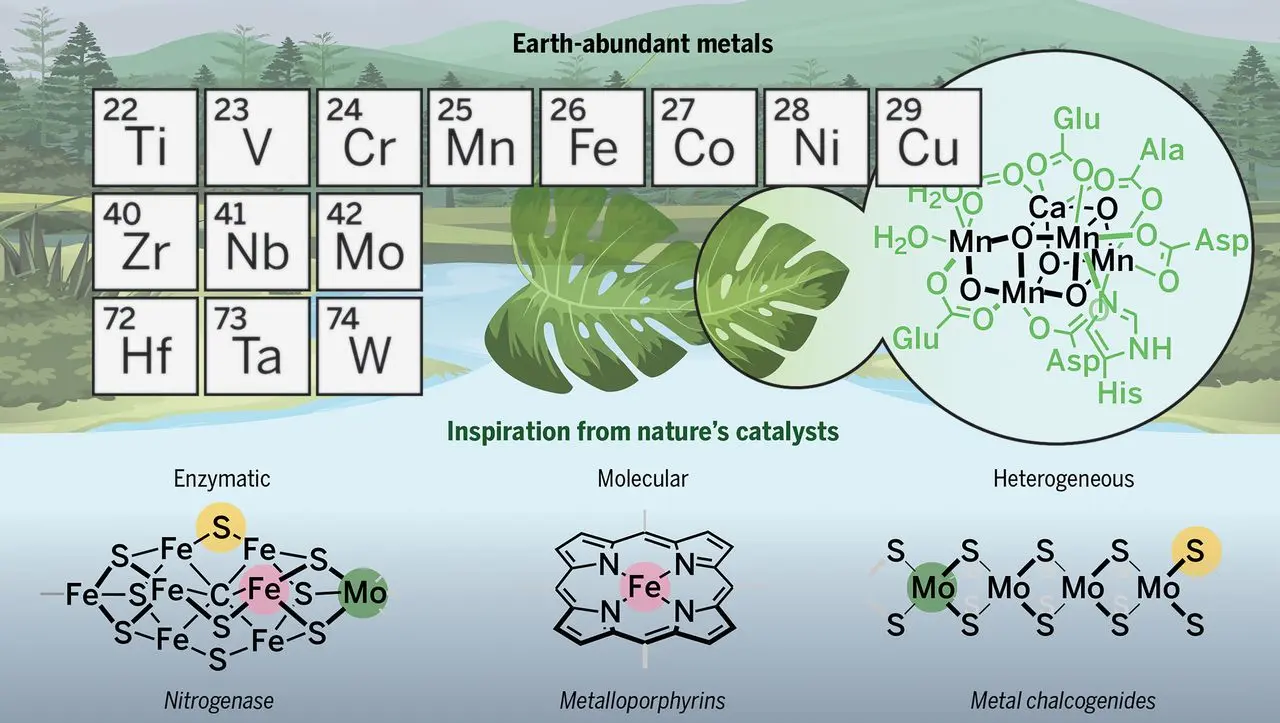 Earth-abundant metals
22 23 24 25 26 27 28 29
Ti V Cr Mn Fe Co Ni Cu
40 41 42
Zr Nb Mo
72 73 74
Hf Ta W
Glu
Ala
O O O O
H₂O O Ca O O
H₂O Mn O Mn O Asp
O Mn
O O Mn O O
Glu O O N
Asp NH
His
Inspiration from nature's catalysts
Enzymatic Molecular Heterogeneous
S
S Fe Fe S
Fe S Fe C Fe S Mo
S Fe S Fe S
S
Nitrogenase
N N
Fe
N N
Metalloporphyrins
S S S S S
Mo Mo Mo Mo
S S S S
S S S S S
Metal chalcogenides